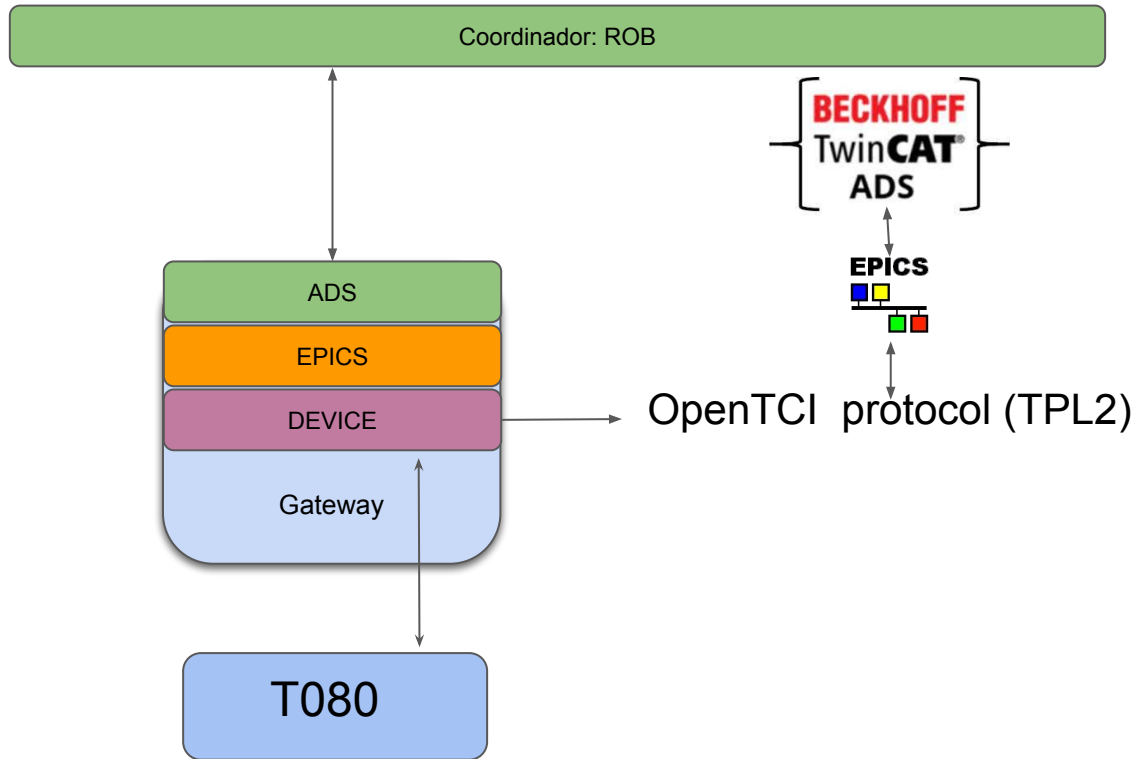 Coordinador: ROB
BECKHOFF
TwinCAT®
ADS
EPICS
ADS
EPICS
DEVICE
OpenTCI protocol (TPL2)
Gateway
T080